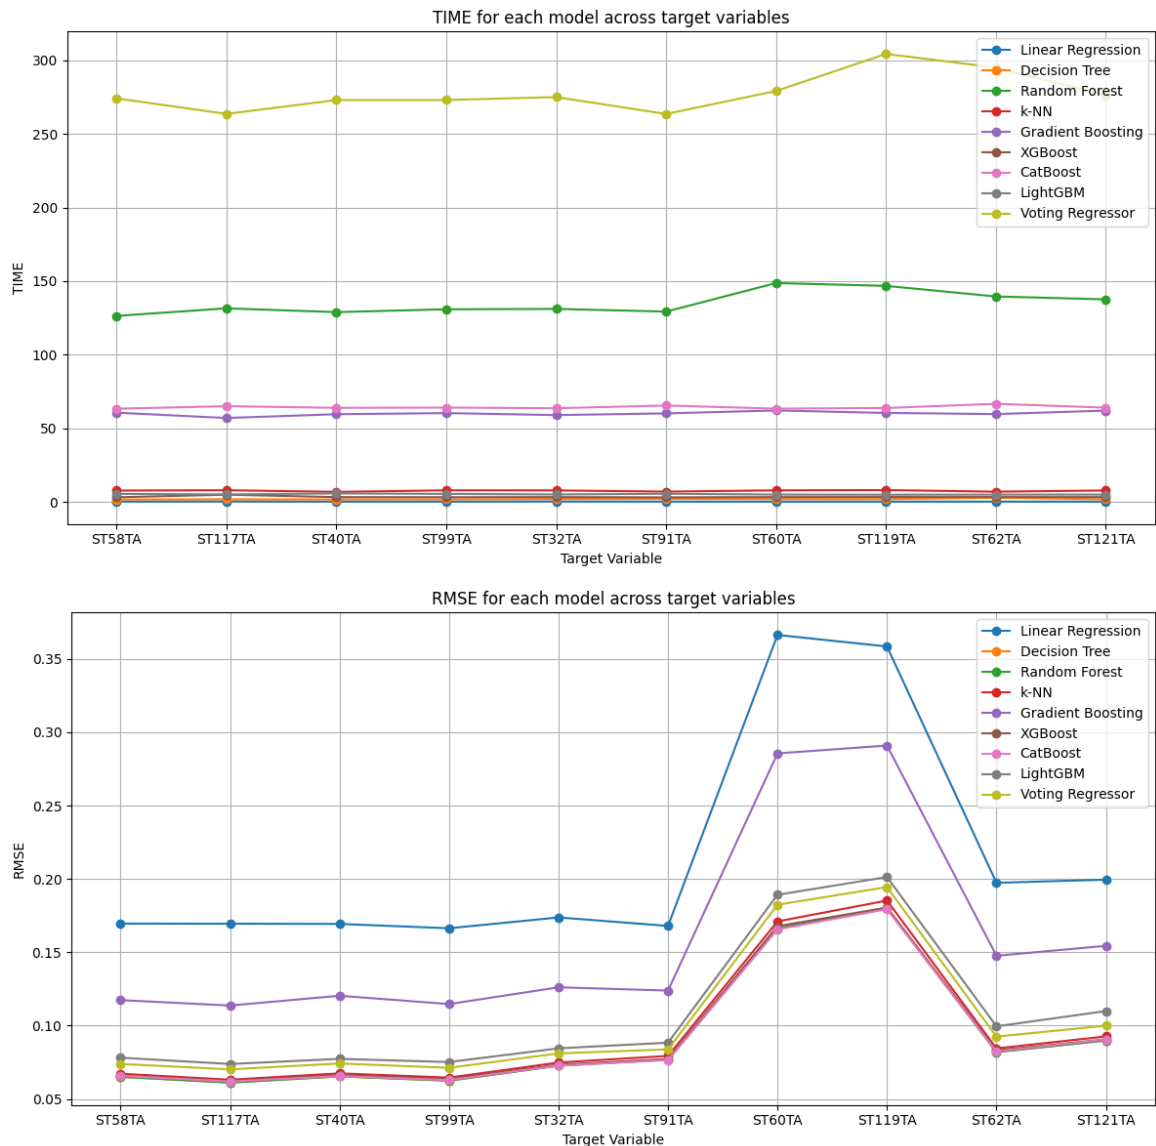 TIME for each model across target variables
300
250
200
150
100
50
0
TIME
Linear Regression
Decision Tree
Random Forest
k-NN
Gradient Boosting
XGBoost
CatBoost
LightGBM
Voting Regressor
ST58TA ST117TA ST40TA ST99TA ST32TA ST91TA ST60TA ST119TA ST62TA ST121TA
Target Variable
RMSE for each model across target variables
0.35
0.30
0.25
0.20
0.15
0.10
0.05
RMSE
Linear Regression
Decision Tree
Random Forest
k-NN
Gradient Boosting
XGBoost
CatBoost
LightGBM
Voting Regressor
ST58TA ST117TA ST40TA ST99TA ST32TA ST91TA ST60TA ST119TA ST62TA ST121TA
Target Variable